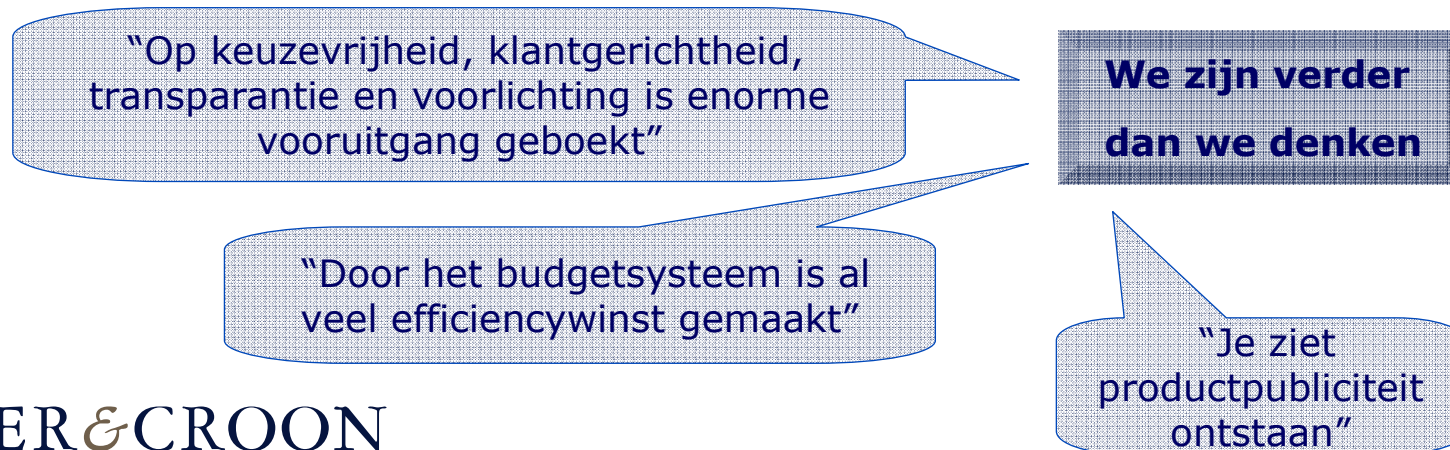 “Op keuzevrijheid, klantgerichtheid,
transparantie en voorlichting is enorme
vooruitgang geboekt”
We zijn verder
dan we denken
“Door het budgetsysteem is al
veel efficiencywinst gemaakt”
“Je ziet
productpubliciteit
ontstaan”
ER&CROON